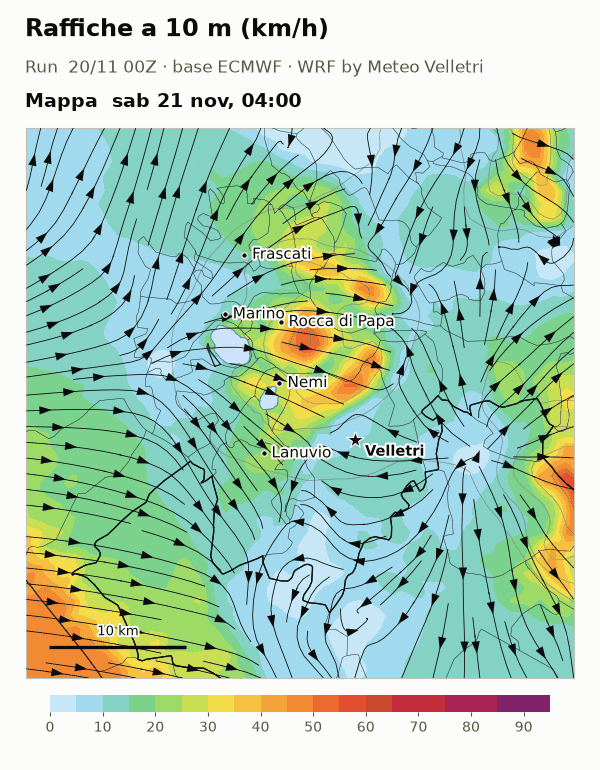 Raffiche a 10 m (km/h)
Run  20/11 00Z · base ECMWF · WRF by Meteo Velletri
Mappa  sab 21 nov, 04:00
Frascati
Marino
Rocca di Papa
Nemi
Velletri
Lanuvio
10 km
0 10 20 30 40 50 60 70 80 90